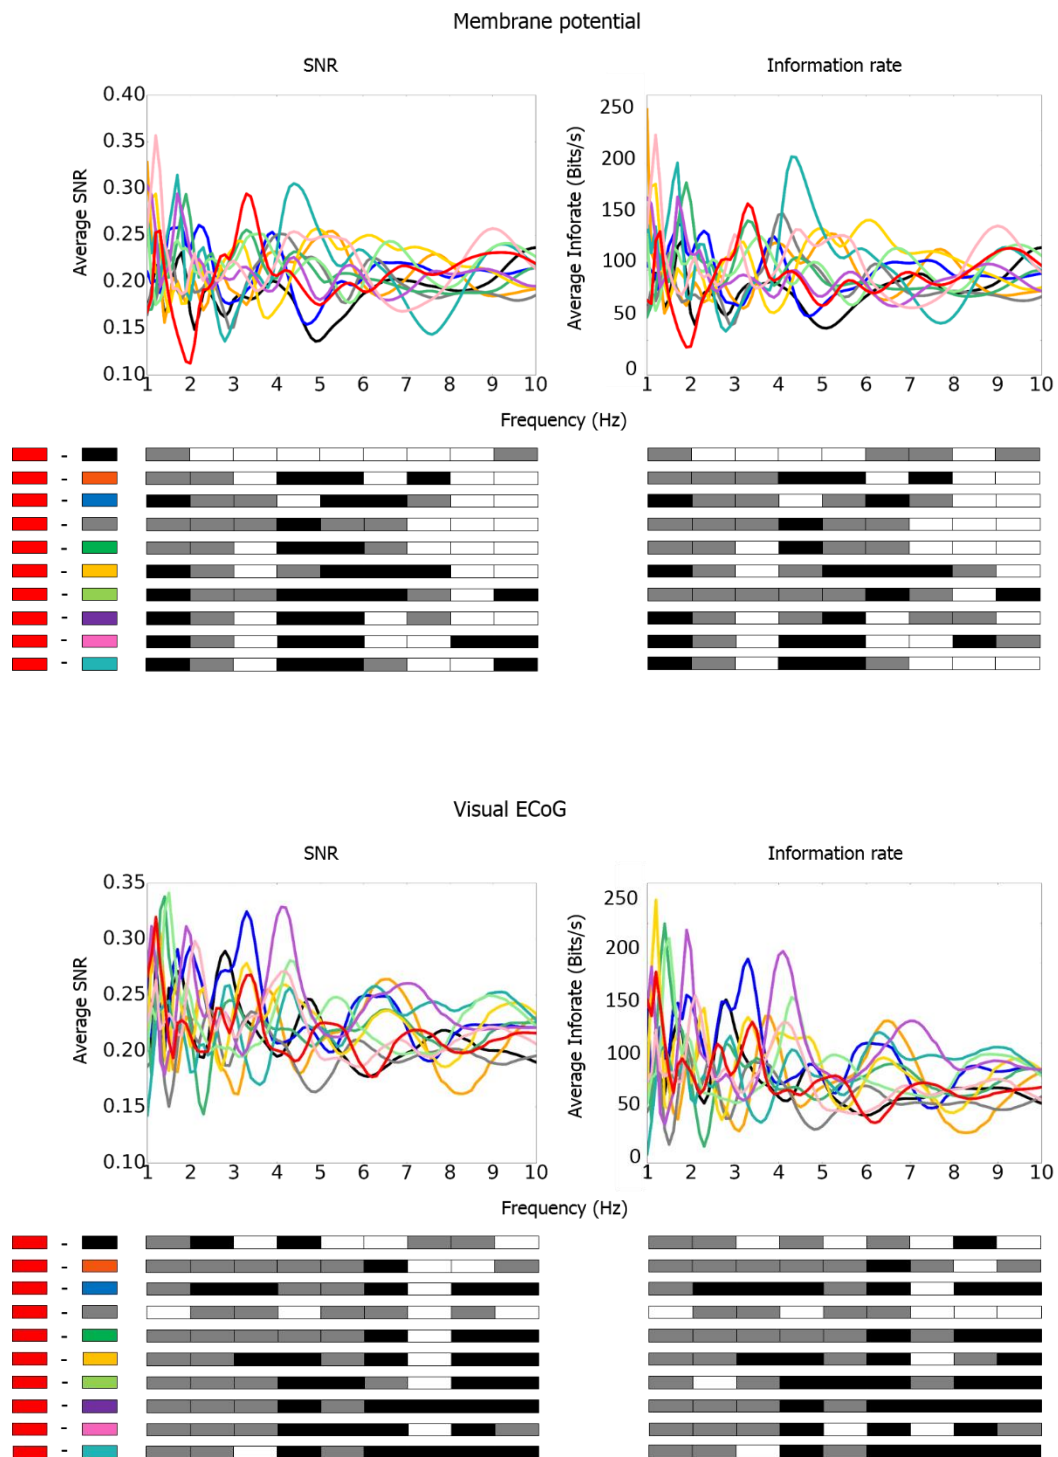 Membrane potential
SNR
Information rate
Average SNR
0.40
0.35
0.30
0.25
0.20
0.15
0.10
1 2 3 4 5 6 7 8 9 10
Average Inforate (Bits/s)
250
200
150
100
50
0
1 2 3 4 5 6 7 8 9 10
Frequency (Hz)
-
-
-
-
-
-
-
-
-
-
Visual ECoG
SNR
Information rate
Average SNR
0.35
0.30
0.25
0.20
0.15
0.10
1 2 3 4 5 6 7 8 9 10
Average Inforate (Bits/s)
250
200
150
100
50
0
1 2 3 4 5 6 7 8 9 10
Frequency (Hz)
-
-
-
-
-
-
-
-
-
-